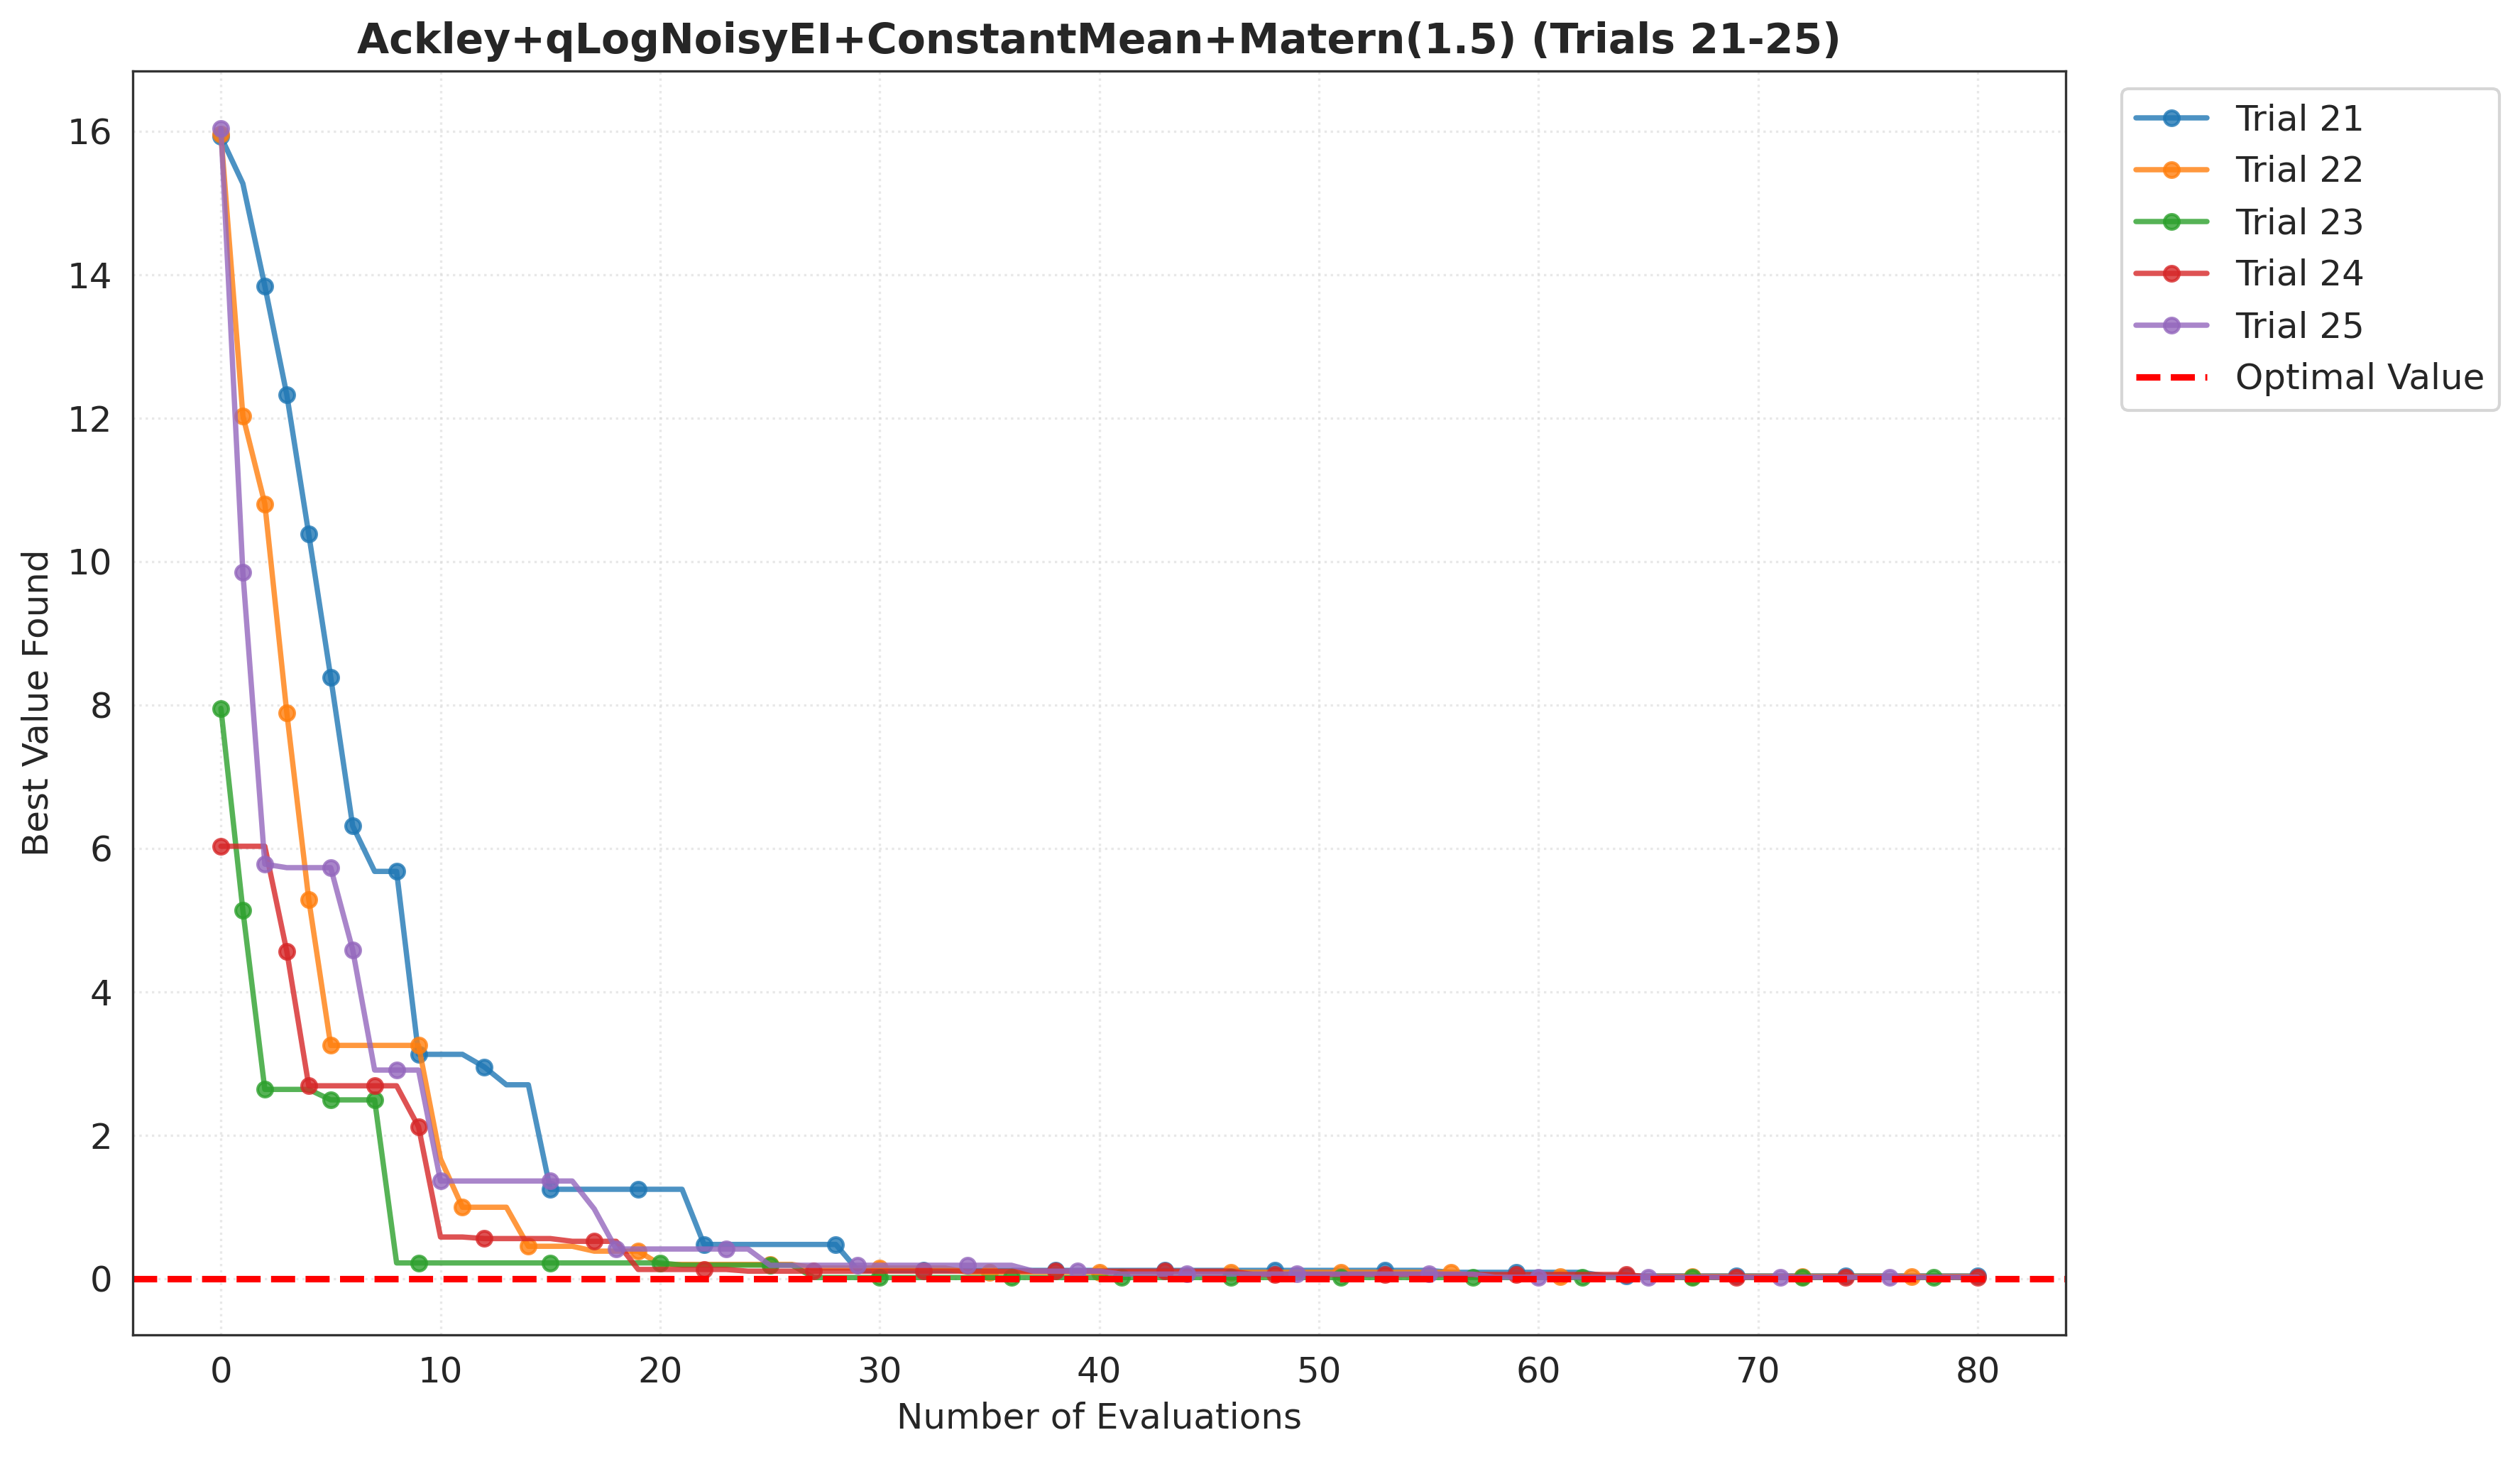 Ackley+qLogNoisyEI+ConstantMean+Matern(1.5) (Trials 21-25)
Best Value Found
16
14
12
10
8
6
4
2
0
0 10 20 30 40 50 60 70 80
Number of Evaluations
Trial 21
Trial 22
Trial 23
Trial 24
Trial 25
Optimal Value